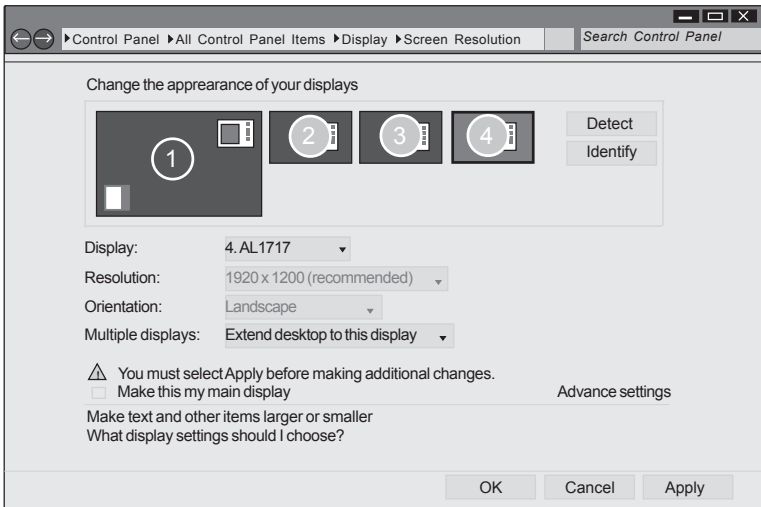 Control Panel All Control Panel Items Display Screen Resolution Search Control Panel
Change the apprearance of your displays
1 2 3 4
Detect
Identify
Display: 4. AL1717
Resolution: 1920 x 1200 (recommended)
Orientation: Landscape
Multiple displays: Extend desktop to this display
You must select Apply before making additional changes.
Make this my main display Advance settings
Make text and other items larger or smaller
What display settings should I choose?
OK Cancel Apply